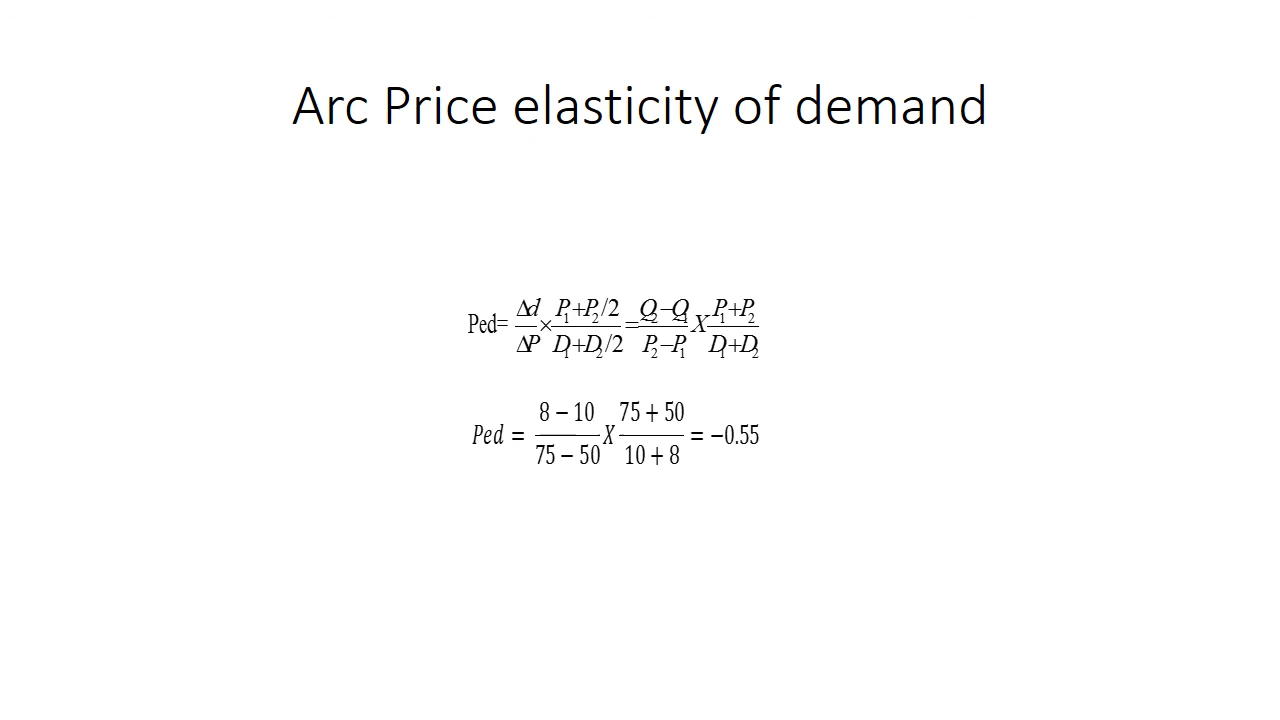 Arc Price elasticity of demand
Ped= Δd/ΔP × P₁+P₂/2 / D₁+D₂/2 = Q₂−Q₁/P₂−P₁ X P₁+P₂/D₁+D₂
Ped = 8 − 10/75 − 50 X 75 + 50/10 + 8 = −0.55